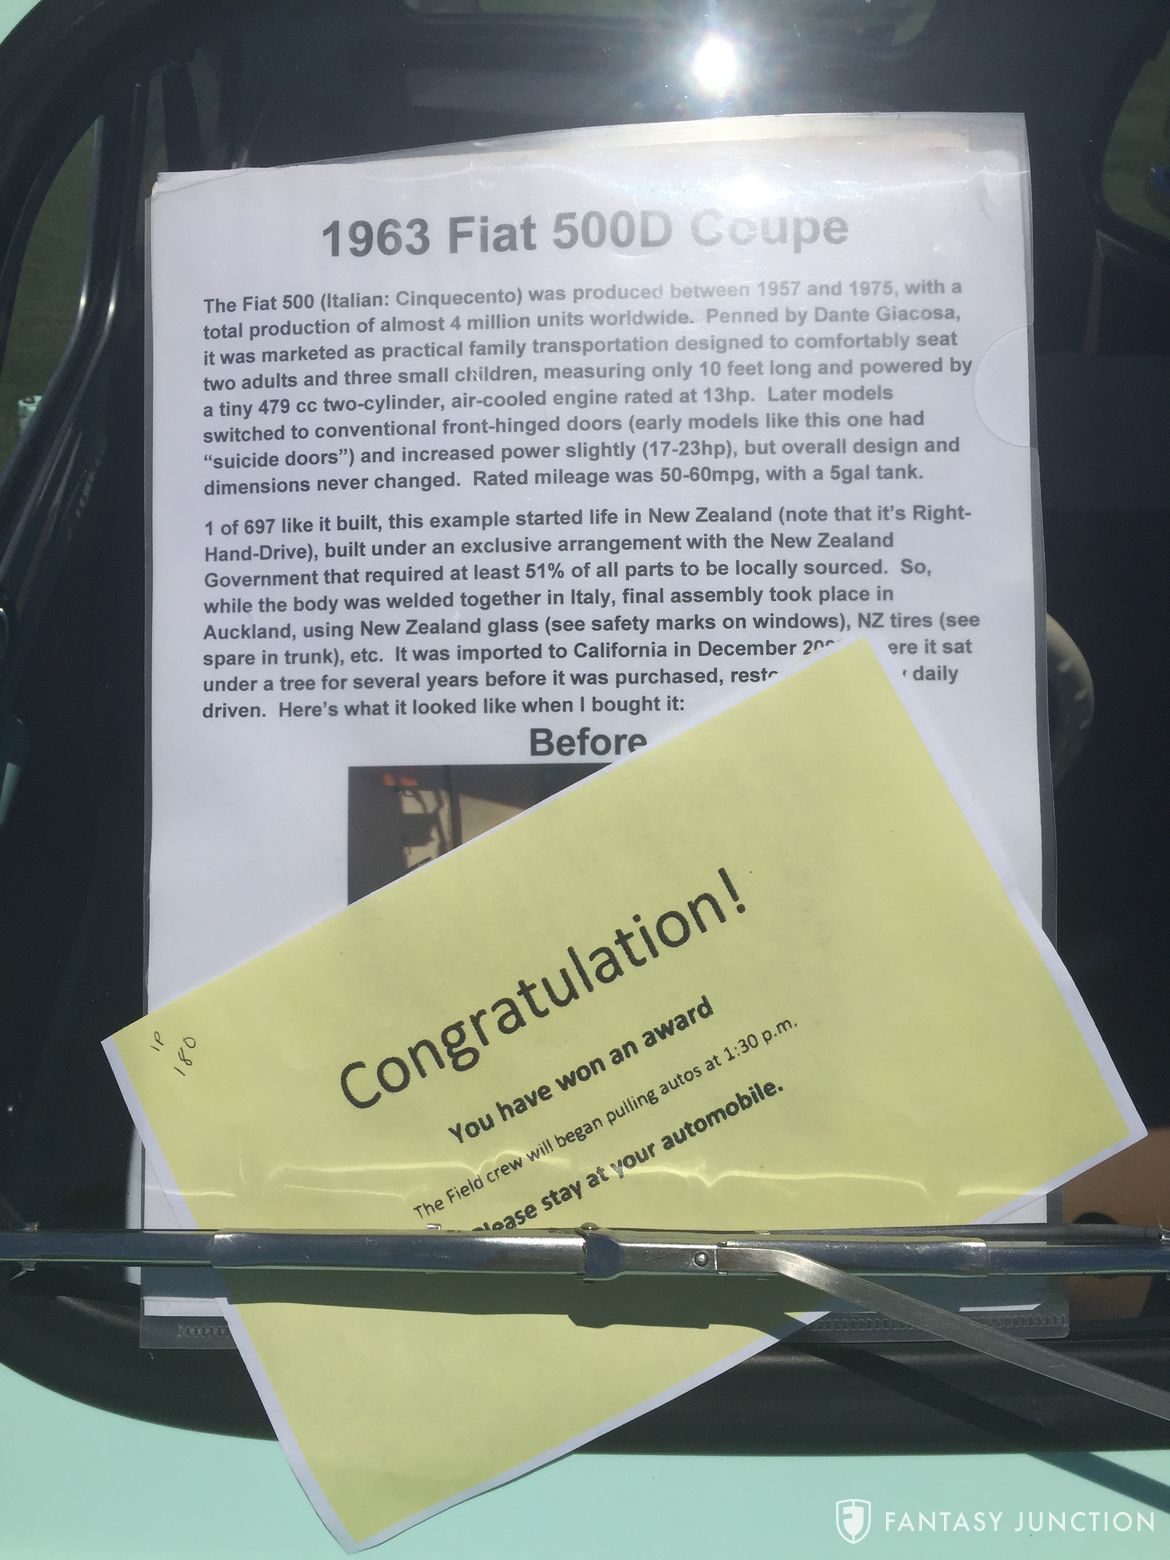 1963 Fiat 500D Coupe
The Fiat 500 (Italian: Cinquecento) was produced between 1957 and 1975, with a
total production of almost 4 million units worldwide. Penned by Dante Giacosa,
it was marketed as practical family transportation designed to comfortably seat
two adults and three small children, measuring only 10 feet long and powered by
a tiny 479 cc two-cylinder, air-cooled engine rated at 13hp. Later models
switched to conventional front-hinged doors (early models like this one had
“suicide doors”) and increased power slightly (17-23hp), but overall design and
dimensions never changed. Rated mileage was 50-60mpg, with a 5gal tank.
1 of 697 like it built, this example started life in New Zealand (note that it’s Right-
Hand-Drive), built under an exclusive arrangement with the New Zealand
Government that required at least 51% of all parts to be locally sourced. So,
while the body was welded together in Italy, final assembly took place in
Auckland, using New Zealand glass (see safety marks on windows), NZ tires (see
spare in trunk), etc. It was imported to California in December it sat
under a tree for several years before it was purchased, daily
driven. Here’s what it looked like when I bought it:
Before
1P
180
Congratulation!
You have won an award
The Field crew will began pulling autos at 1:30 p.m.
Please stay at your automobile.
FANTASY JUNCTION